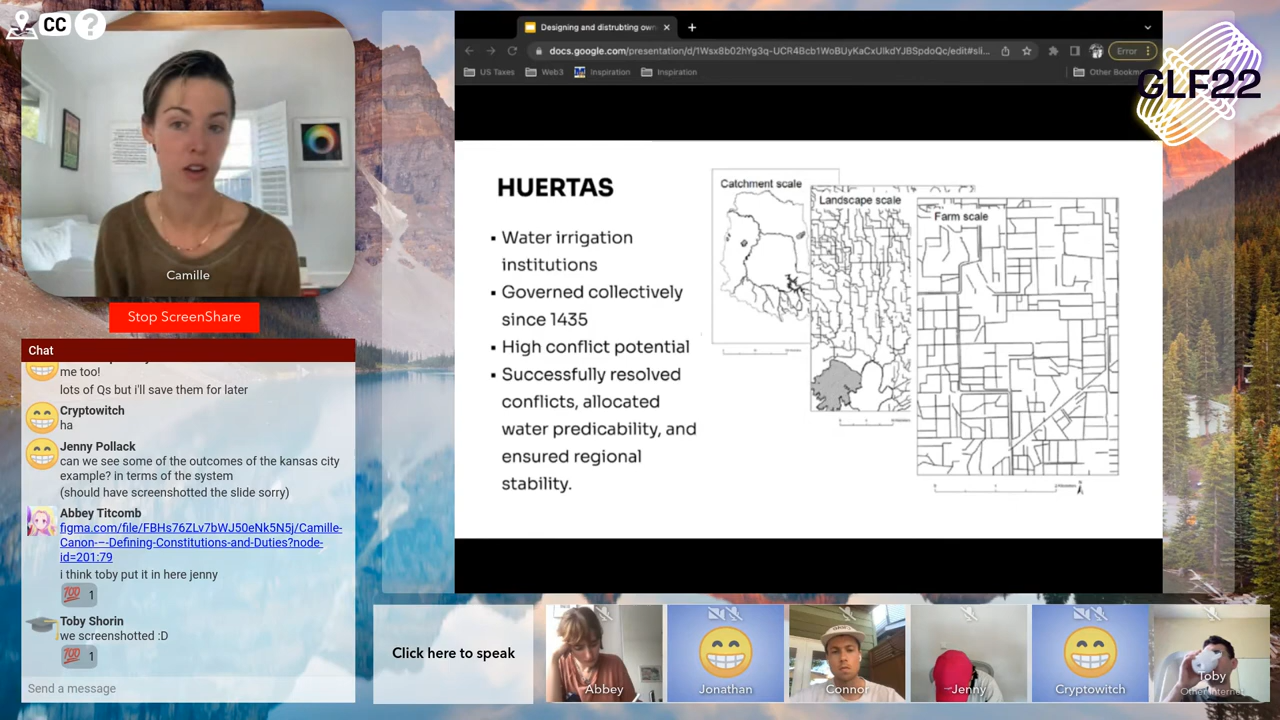 CC
?
Camille
Stop ScreenShare
Chat
me too!
lots of Qs but i'll save them for later
Cryptowitch
ha
Jenny Pollack
can we see some of the outcomes of the kansas city
example? in terms of the system
(should have screenshotted the slide sorry)
Abbey Titcomb
figma.com/file/FBHs76ZLv7bWJ50eNk5N5j/Camille-
Canon-–-Defining-Constitutions-and-Duties?node-
id=201:79
i think toby put it in here jenny
💯 1
Toby Shorin
we screenshotted :D
💯 1
Send a message
Designing and distrubting own
docs.google.com/presentation/d/1Wsx8b02hYg3q-UCR48cb1WoBUyKaCxUIkdYJBSpdoQc/edit#sli...
Error
US Taxes
Web3
Inspiration
Inspiration
Other Bookm
GLF22
HUERTAS
▪ Water irrigation
institutions
▪ Governed collectively
since 1435
▪ High conflict potential
▪ Successfully resolved
conflicts, allocated
water predicability, and
ensured regional
stability.
Catchment scale
Landscape scale
Farm scale
Click here to speak
Abbey
Jonathan
Connor
Jenny
Cryptowitch
Toby
Other Internet